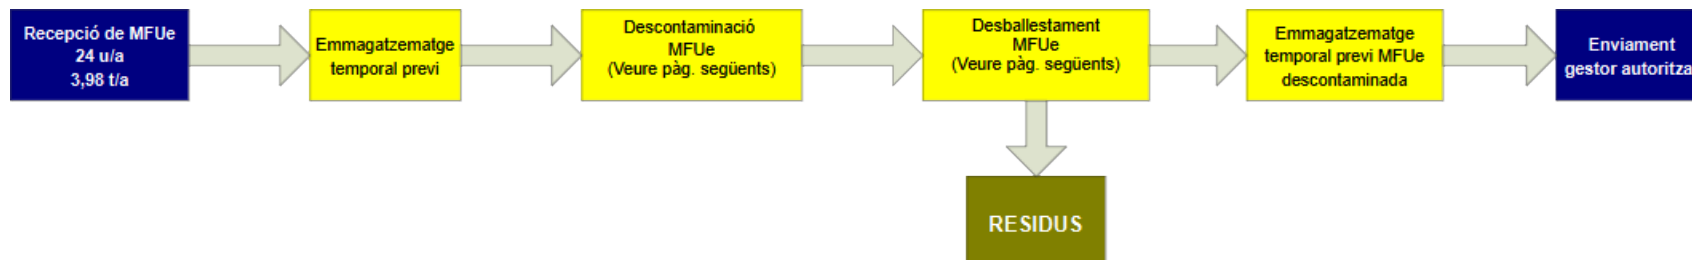 Recepció de MFUe
24 u/a
3,98 t/a
Emmagatzematge
temporal previ
Descontaminació
MFUe
(Veure pàg. següents)
Desballestament
MFUe
(Veure pàg. següents)
Emmagatzematge
temporal previ MFUe
descontaminada
Enviament
gestor autoritza
RESIDUS